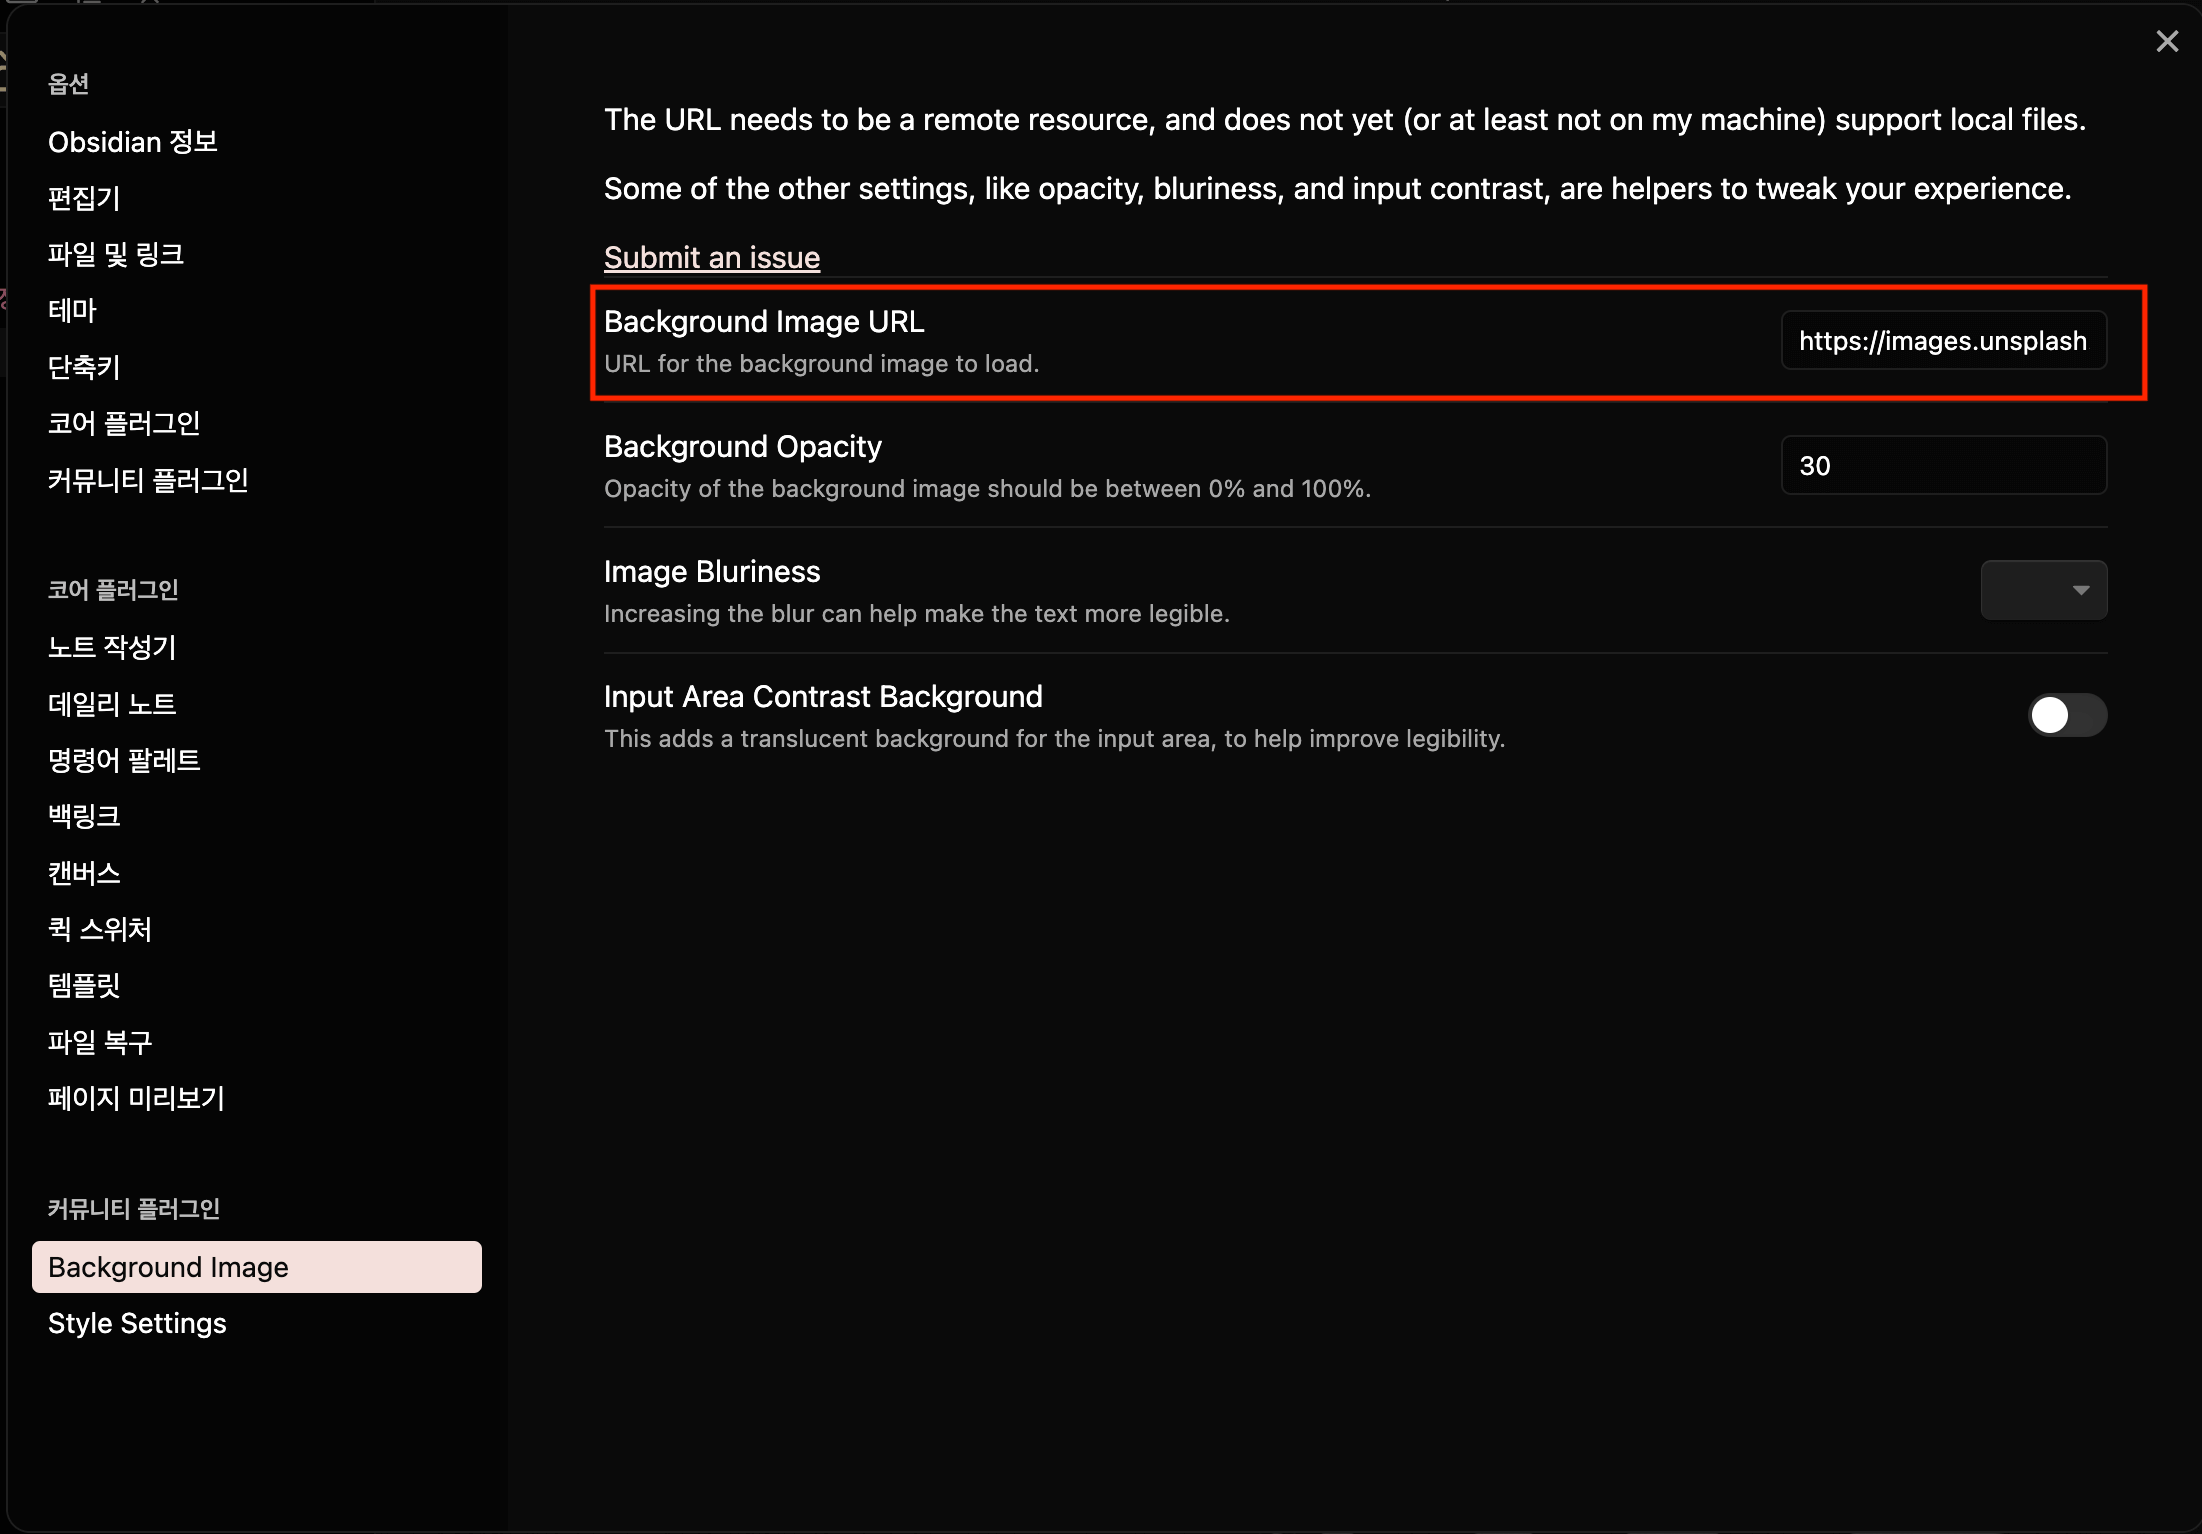 옵션
Obsidian 정보
편집기
파일 및 링크
테마
단축키
코어 플러그인
커뮤니티 플러그인
코어 플러그인
노트 작성기
데일리 노트
명령어 팔레트
백링크
캔버스
퀵 스위처
템플릿
파일 복구
페이지 미리보기
커뮤니티 플러그인
Background Image
Style Settings
The URL needs to be a remote resource, and does not yet (or at least not on my machine) support local files.
Some of the other settings, like opacity, bluriness, and input contrast, are helpers to tweak your experience.
Submit an issue
Background Image URL
URL for the background image to load.
https://images.unsplash
Background Opacity
Opacity of the background image should be between 0% and 100%.
30
Image Bluriness
Increasing the blur can help make the text more legible.
Input Area Contrast Background
This adds a translucent background for the input area, to help improve legibility.